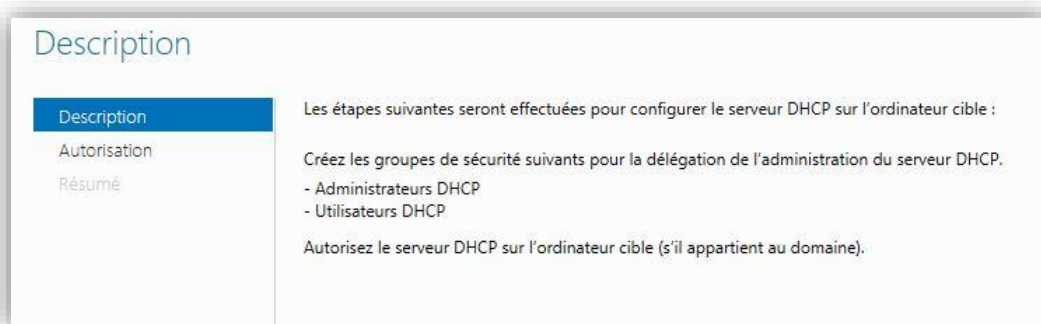 Description
Description
Autorisation
Résumé
Les étapes suivantes seront effectuées pour configurer le serveur DHCP sur l'ordinateur cible :
Créez les groupes de sécurité suivants pour la délégation de l'administration du serveur DHCP.
- Administrateurs DHCP
- Utilisateurs DHCP
Autorisez le serveur DHCP sur l'ordinateur cible (s'il appartient au domaine).